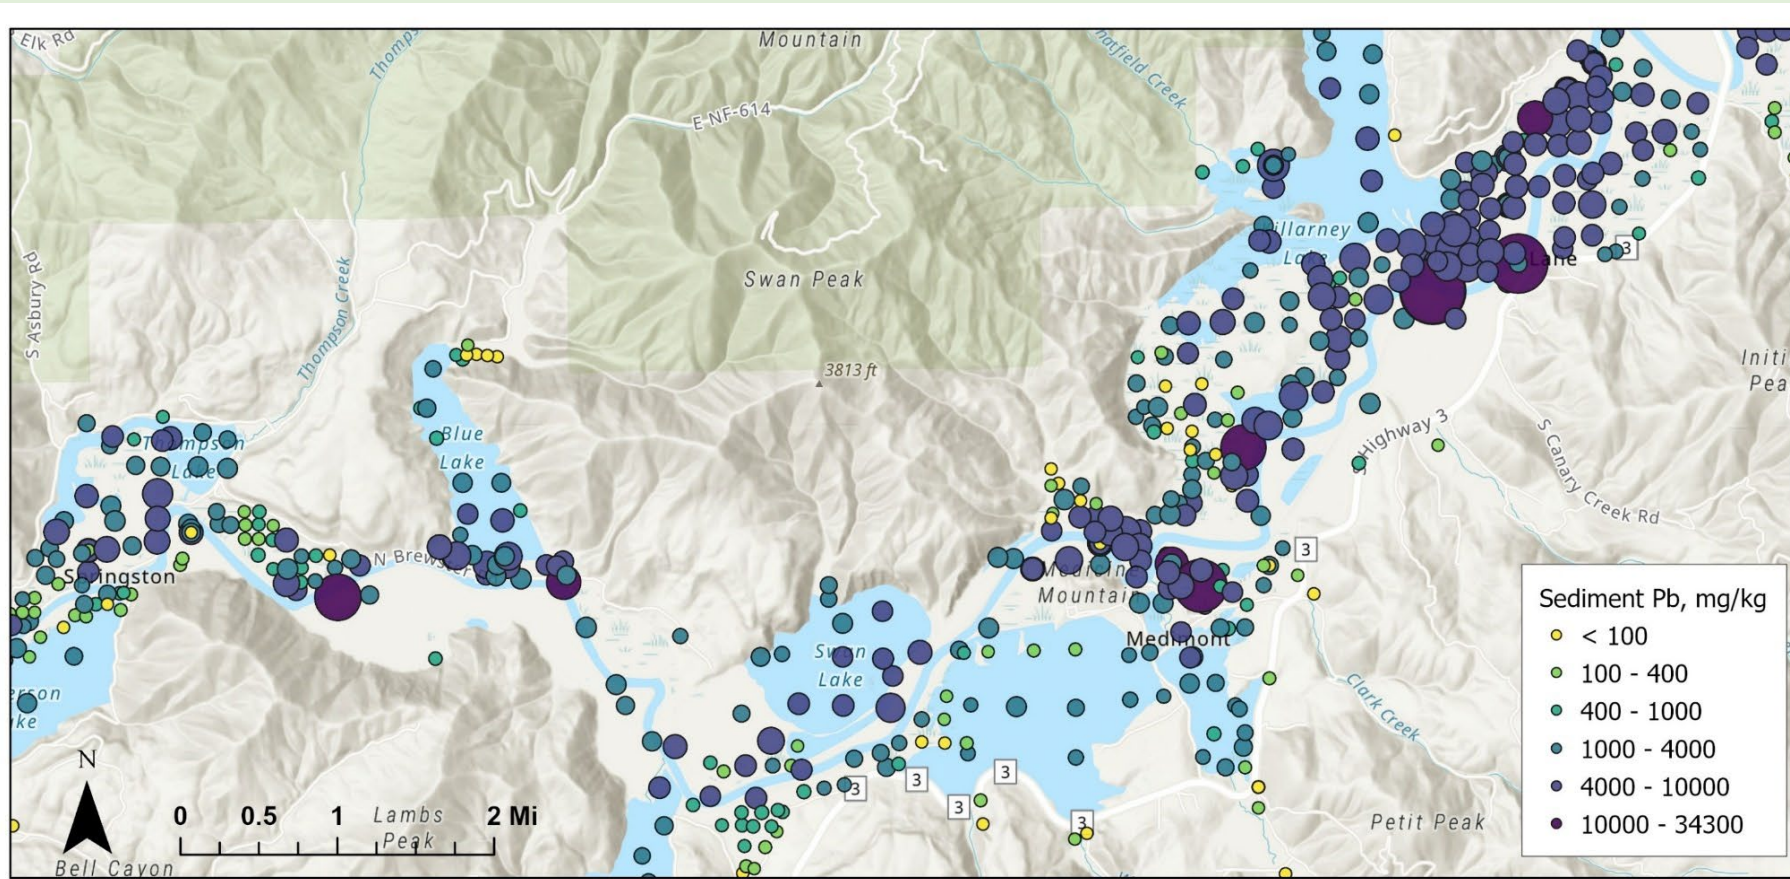 Elk Rd
Thomps
Mountain
hatfield Creek
E NF-614
S Asbury Rd
Thompson Creek
Swan Peak
illarney
Lake
Lane
3
3813 ft
Initi
Pea
Highway 3
S Canary Creek Rd
Blue
Lake
Thompson
Lake
N Brewster
Springston
3
Medicine
Mountain
Medimont
Swan
Lake
erson
ke
Clark Creek
N
0 0.5 1 2 Mi
Lambs
Peak
Bell Canyon
3
3
3
3
3
Petit Peak
Sediment Pb, mg/kg
< 100
100 - 400
400 - 1000
1000 - 4000
4000 - 10000
10000 - 34300